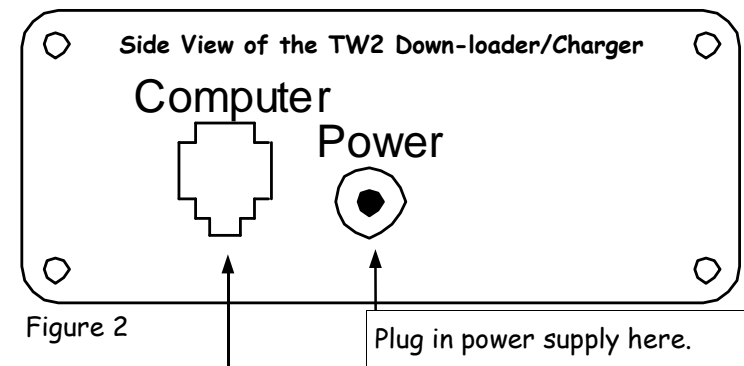 Side View of the TW2 Down-loader/Charger
Computer
Power
Figure 2
Plug in power supply here.